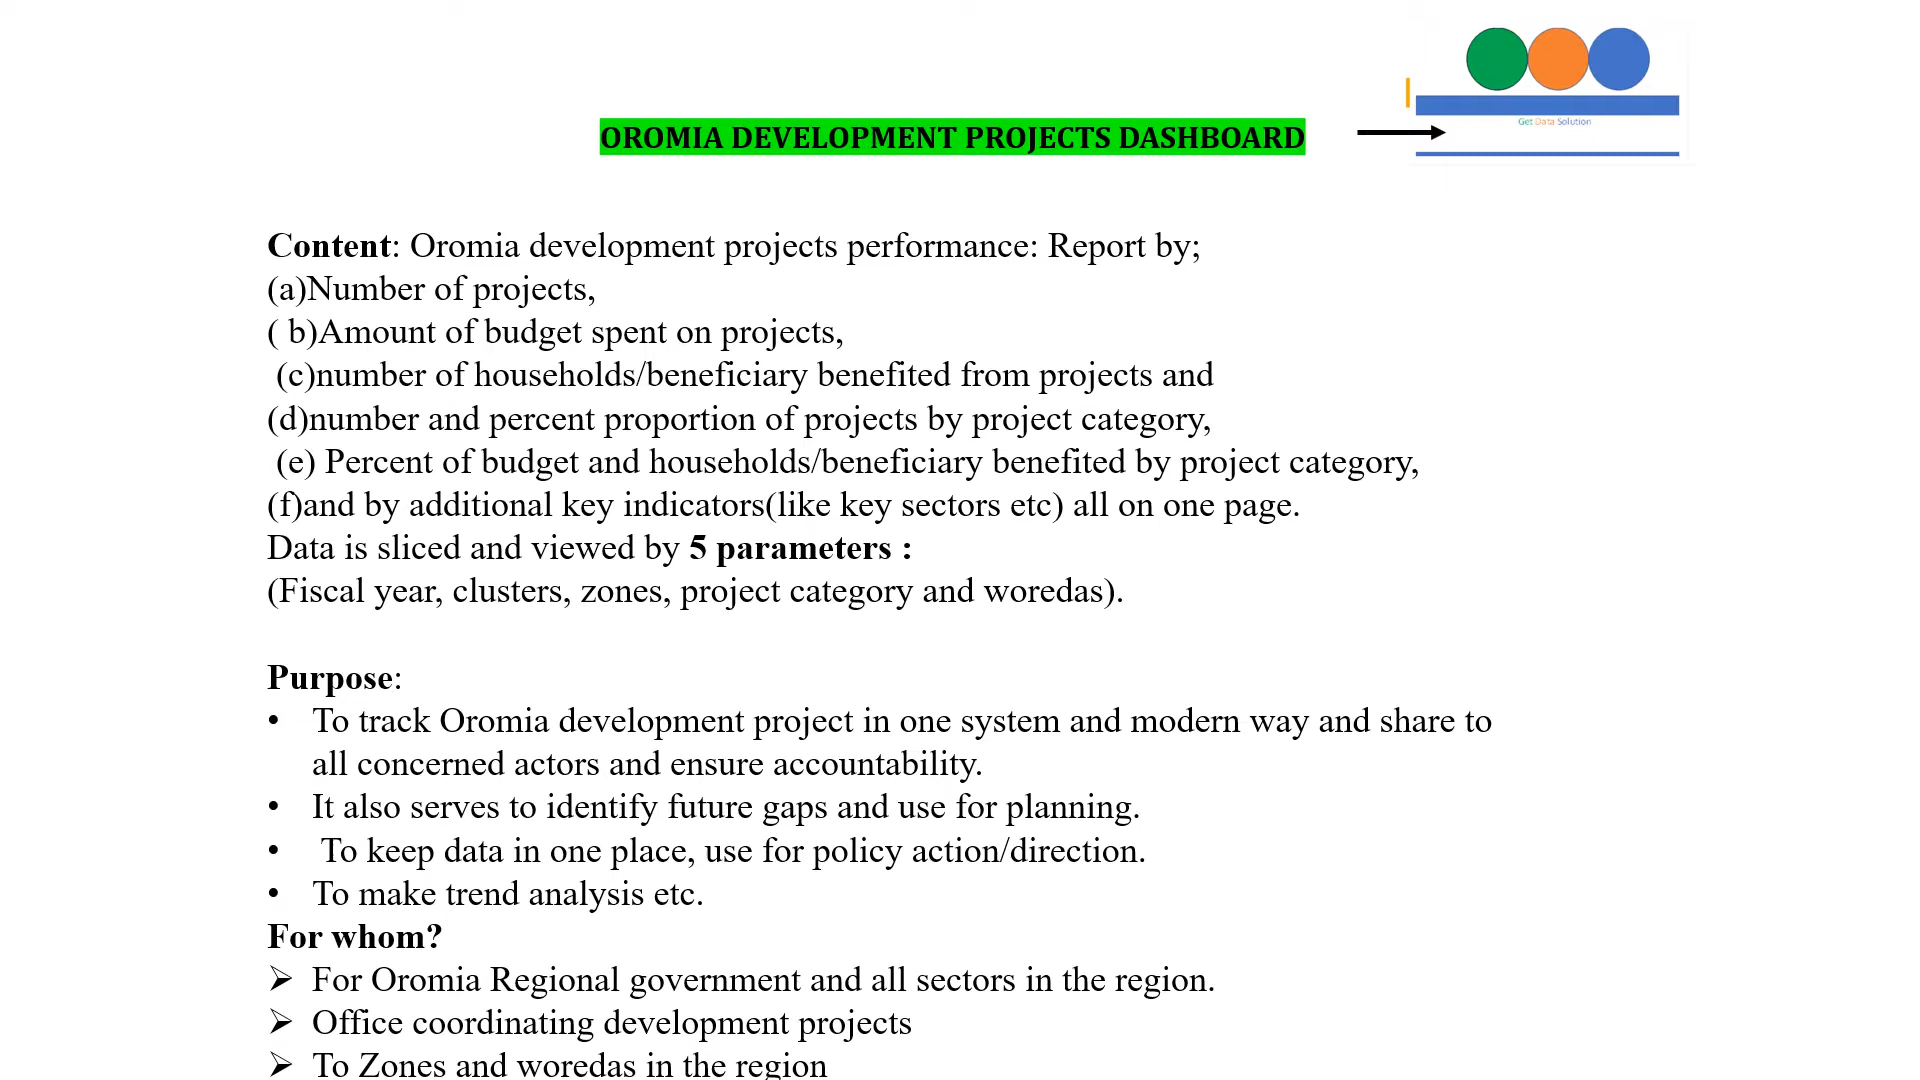 Get Data Solution
OROMIA DEVELOPMENT PROJECTS DASHBOARD
Content: Oromia development projects performance: Report by;
(a)Number of projects,
( b)Amount of budget spent on projects,
(c)number of households/beneficiary benefited from projects and
(d)number and percent proportion of projects by project category,
(e) Percent of budget and households/beneficiary benefited by project category,
(f)and by additional key indicators(like key sectors etc) all on one page.
Data is sliced and viewed by 5 parameters :
(Fiscal year, clusters, zones, project category and woredas).
Purpose:
• To track Oromia development project in one system and modern way and share to
all concerned actors and ensure accountability.
• It also serves to identify future gaps and use for planning.
• To keep data in one place, use for policy action/direction.
• To make trend analysis etc.
For whom?
➢ For Oromia Regional government and all sectors in the region.
➢ Office coordinating development projects
➢ To Zones and woredas in the region